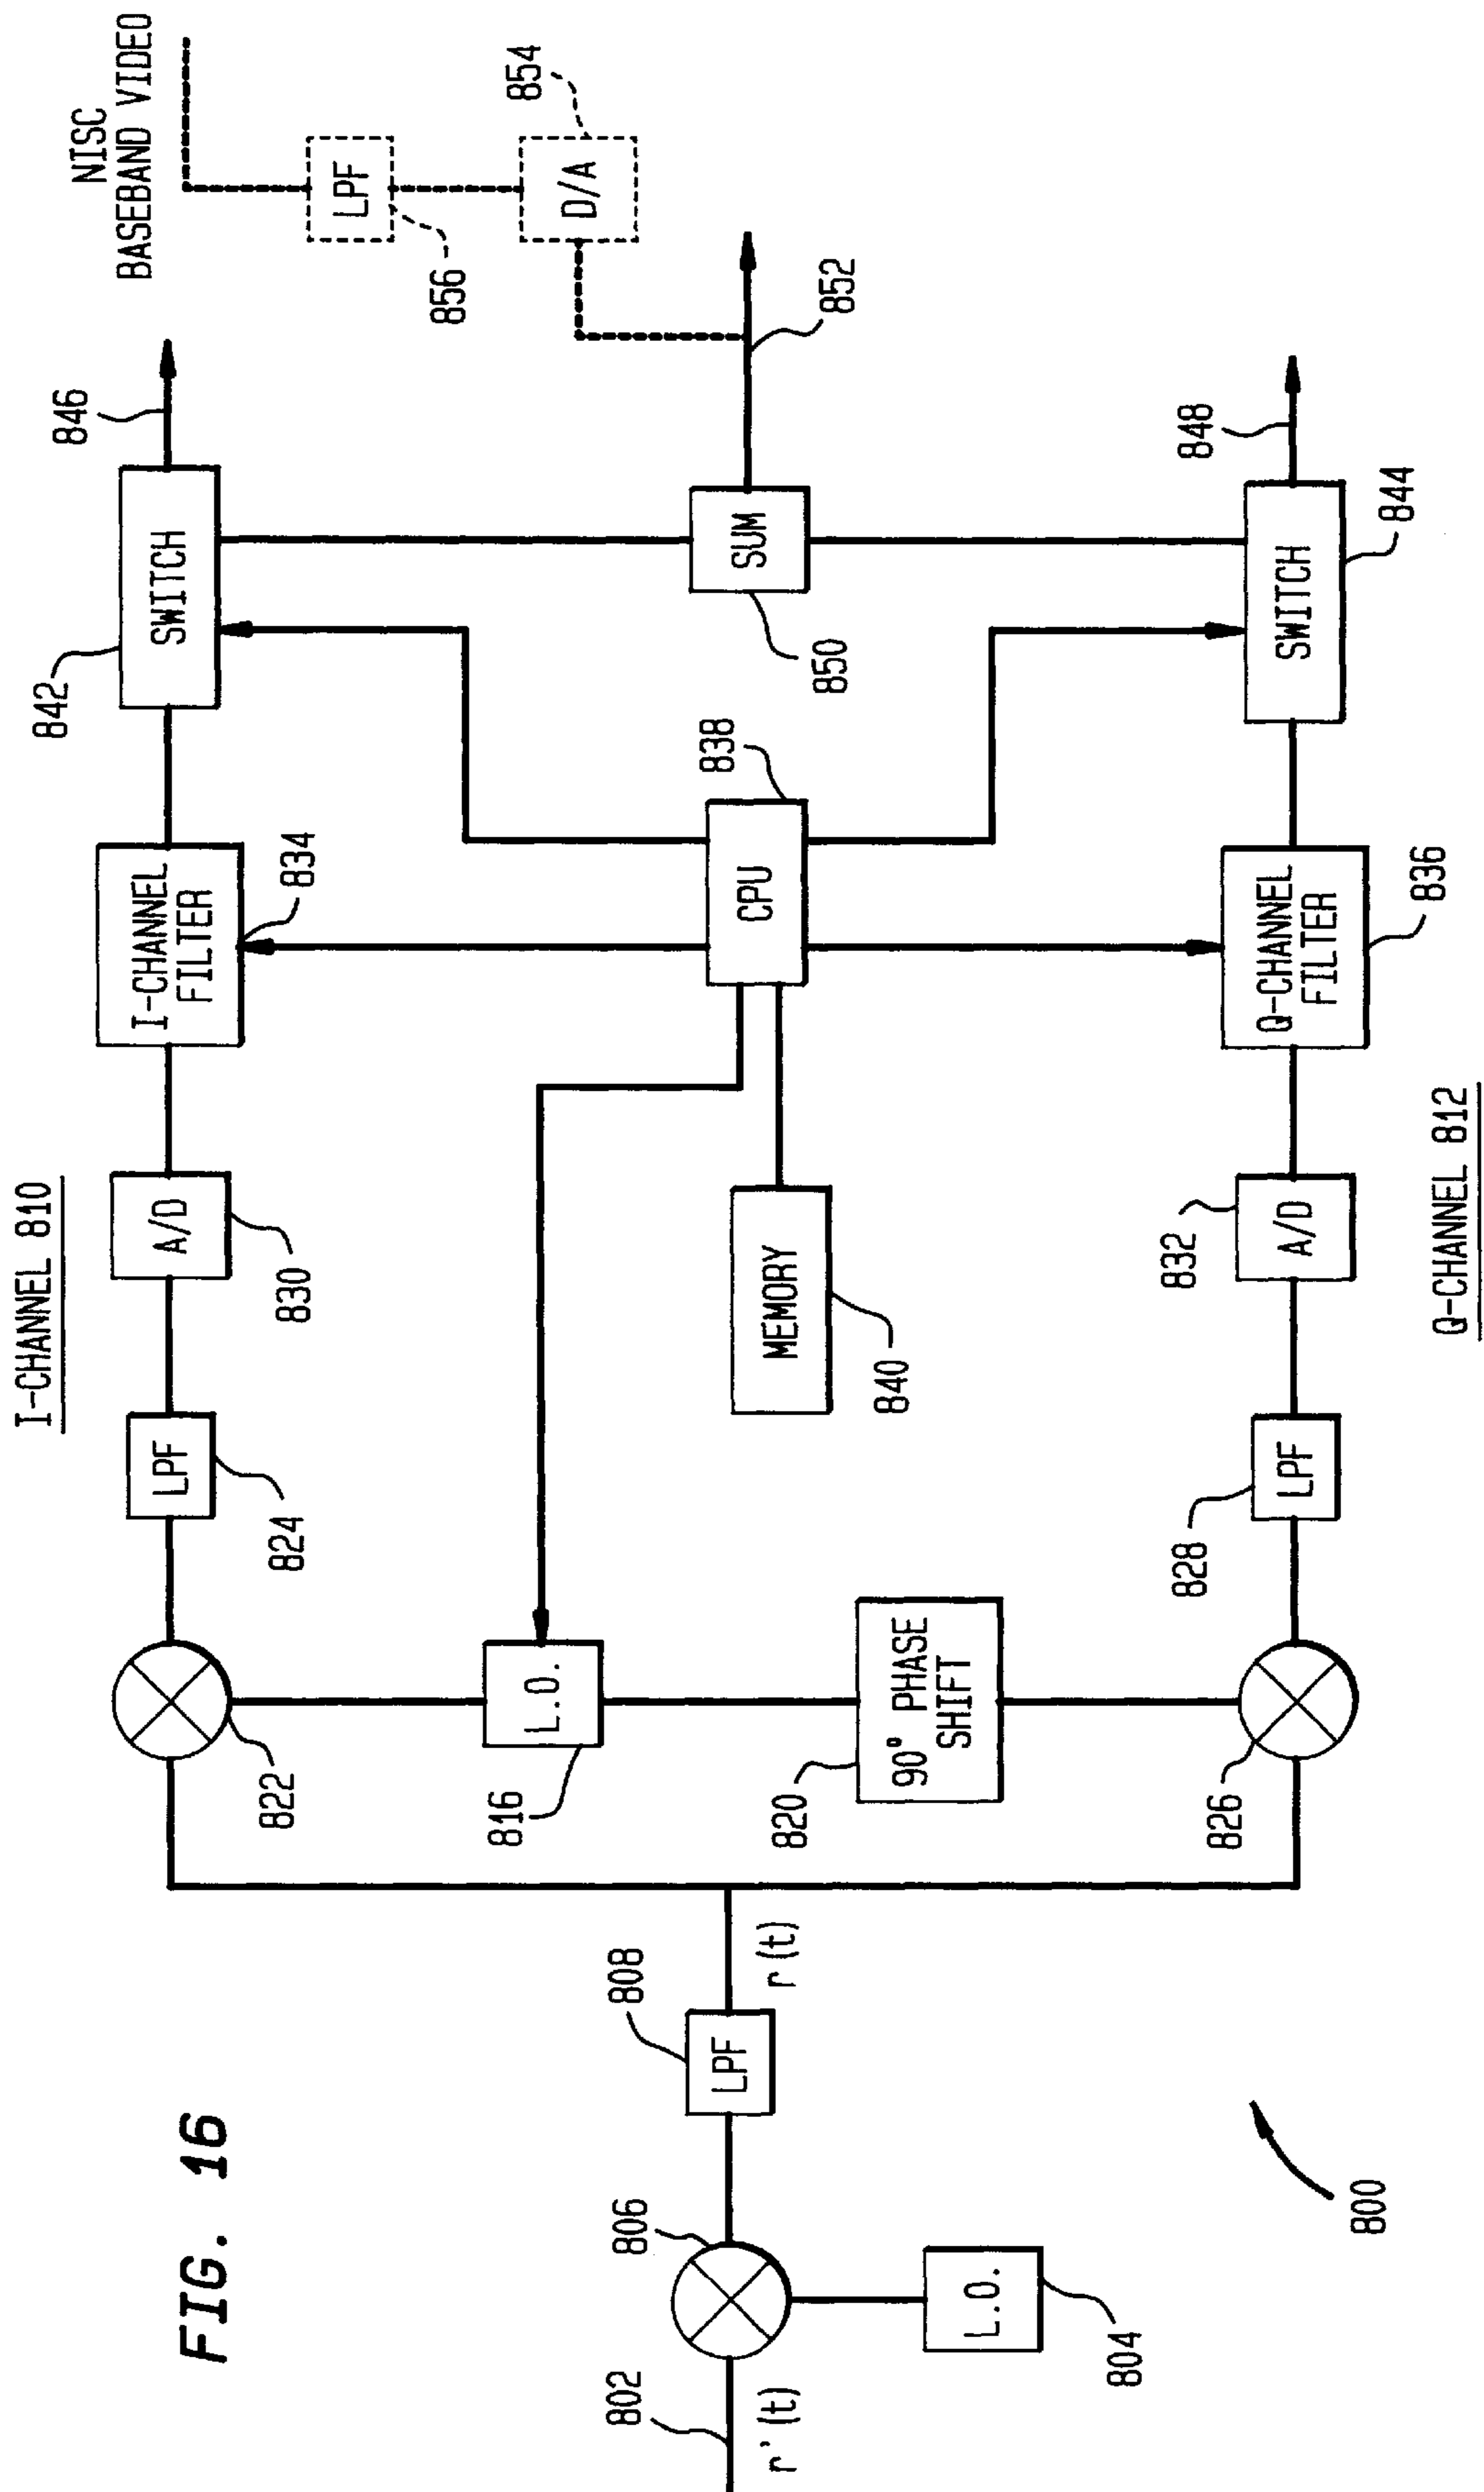 FIG. 16
I-CHANNEL 810
NISC
BASEBAND VIDEO
842
846
SWITCH
I-CHANNEL
FILTER
834
A/D
830
LPF
824
822
LPF
856
D/A
854
852
SUM
850
CPU
838
MEMORY
840
L.O.
816
90° PHASE
SHIFT
820
r'(t)
802
806
L.O.
804
LPF
808
r(t)
826
LPF
828
A/D
832
Q-CHANNEL
FILTER
836
SWITCH
844
848
Q-CHANNEL 812
800